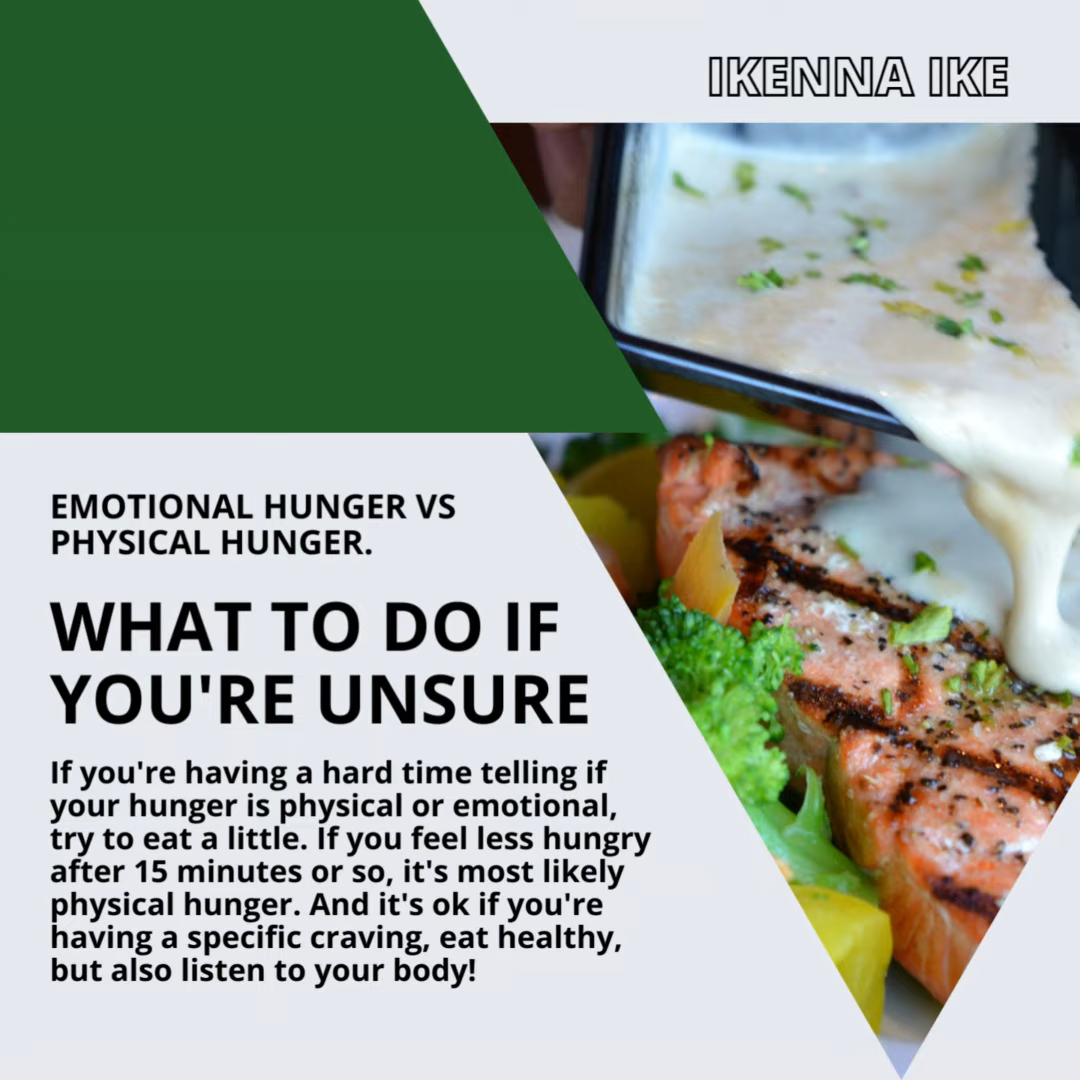 IKENNA IKE
EMOTIONAL HUNGER VS
PHYSICAL HUNGER.
WHAT TO DO IF
YOU'RE UNSURE
If you're having a hard time telling if
your hunger is physical or emotional,
try to eat a little. If you feel less hungry
after 15 minutes or so, it's most likely
physical hunger. And it's ok if you're
having a specific craving, eat healthy,
but also listen to your body!